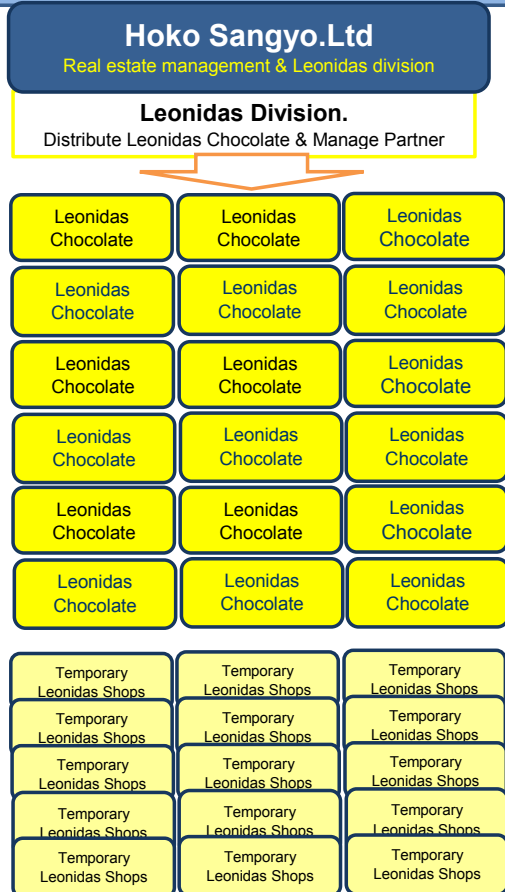 Hoko Sangyo.Ltd
Real estate management & Leonidas division
Leonidas Division.
Distribute Leonidas Chocolate & Manage Partner
Leonidas
Chocolate
Leonidas
Chocolate
Leonidas
Chocolate
Leonidas
Chocolate
Leonidas
Chocolate
Leonidas
Chocolate
Leonidas
Chocolate
Leonidas
Chocolate
Leonidas
Chocolate
Leonidas
Chocolate
Leonidas
Chocolate
Leonidas
Chocolate
Leonidas
Chocolate
Leonidas
Chocolate
Leonidas
Chocolate
Leonidas
Chocolate
Leonidas
Chocolate
Leonidas
Chocolate
Temporary
Leonidas Shops
Temporary
Leonidas Shops
Temporary
Leonidas Shops
Temporary
Leonidas Shops
Temporary
Leonidas Shops
Temporary
Leonidas Shops
Temporary
Leonidas Shops
Temporary
Leonidas Shops
Temporary
Leonidas Shops
Temporary
Leonidas Shops
Temporary
Leonidas Shops
Temporary
Leonidas Shops
Temporary
Leonidas Shops
Temporary
Leonidas Shops
Temporary
Leonidas Shops